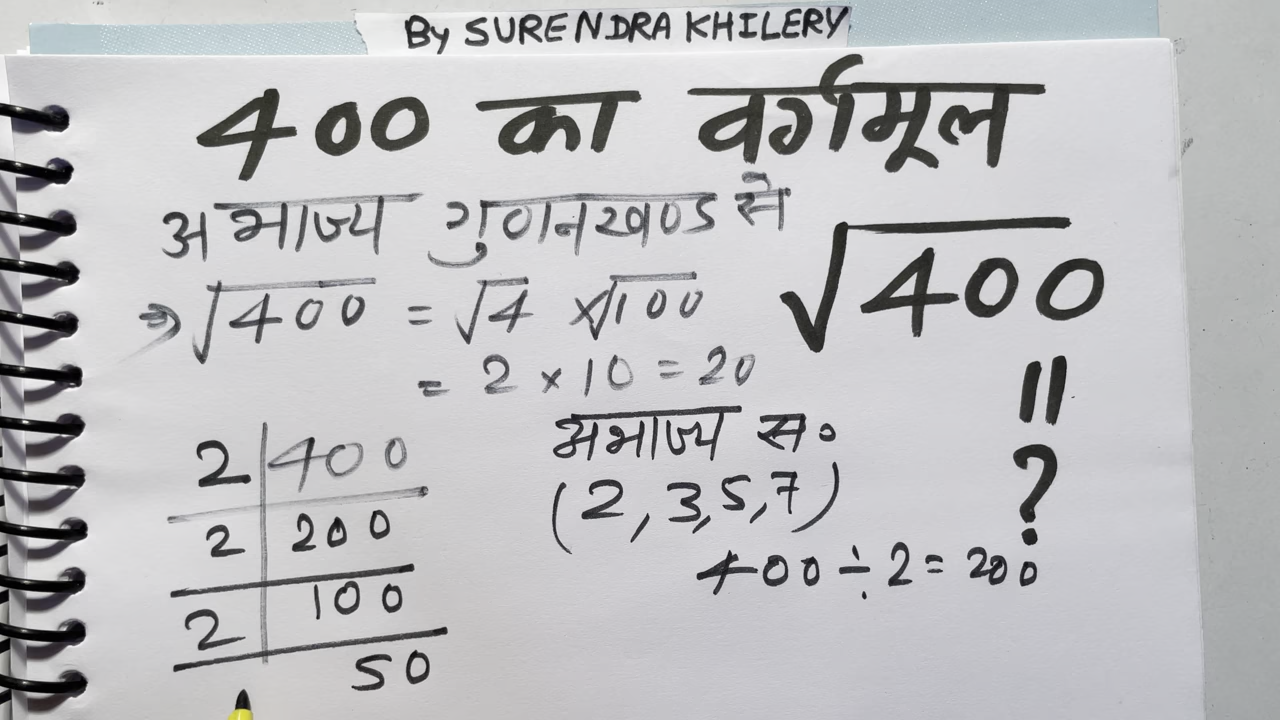 By SURENDRA KHILERY
400 का वर्गमूल
अभाज्य गुणनखण्ड से
⇒ √400 = √4 × √100
= 2 × 10 = 20
√400
=
?
अभाज्य स॰
(2, 3, 5, 7)
400 ÷ 2 = 200
2 | 400
2 | 200
2 | 100
50